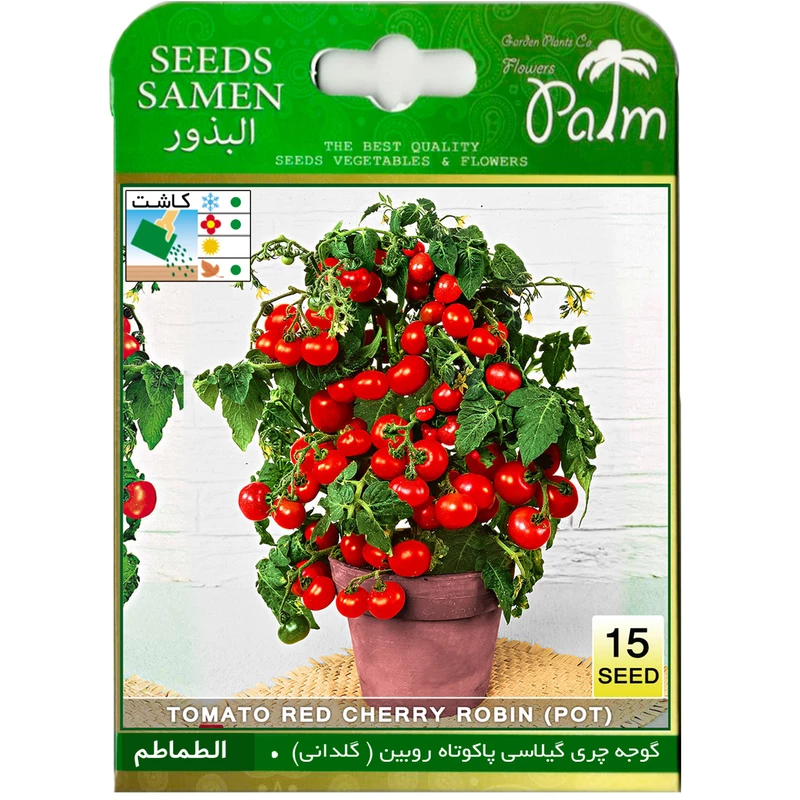 SEEDS
SAMEN
البذور
Garden Plants Co
Flowers
Palm
THE BEST QUALITY
SEEDS VEGETABLES & FLOWERS
کاشت
15
SEED
TOMATO RED CHERRY ROBIN (POT)
گوجه چری گیلاسی پاکوتاه روبین ( گلدانی) • الطماطم